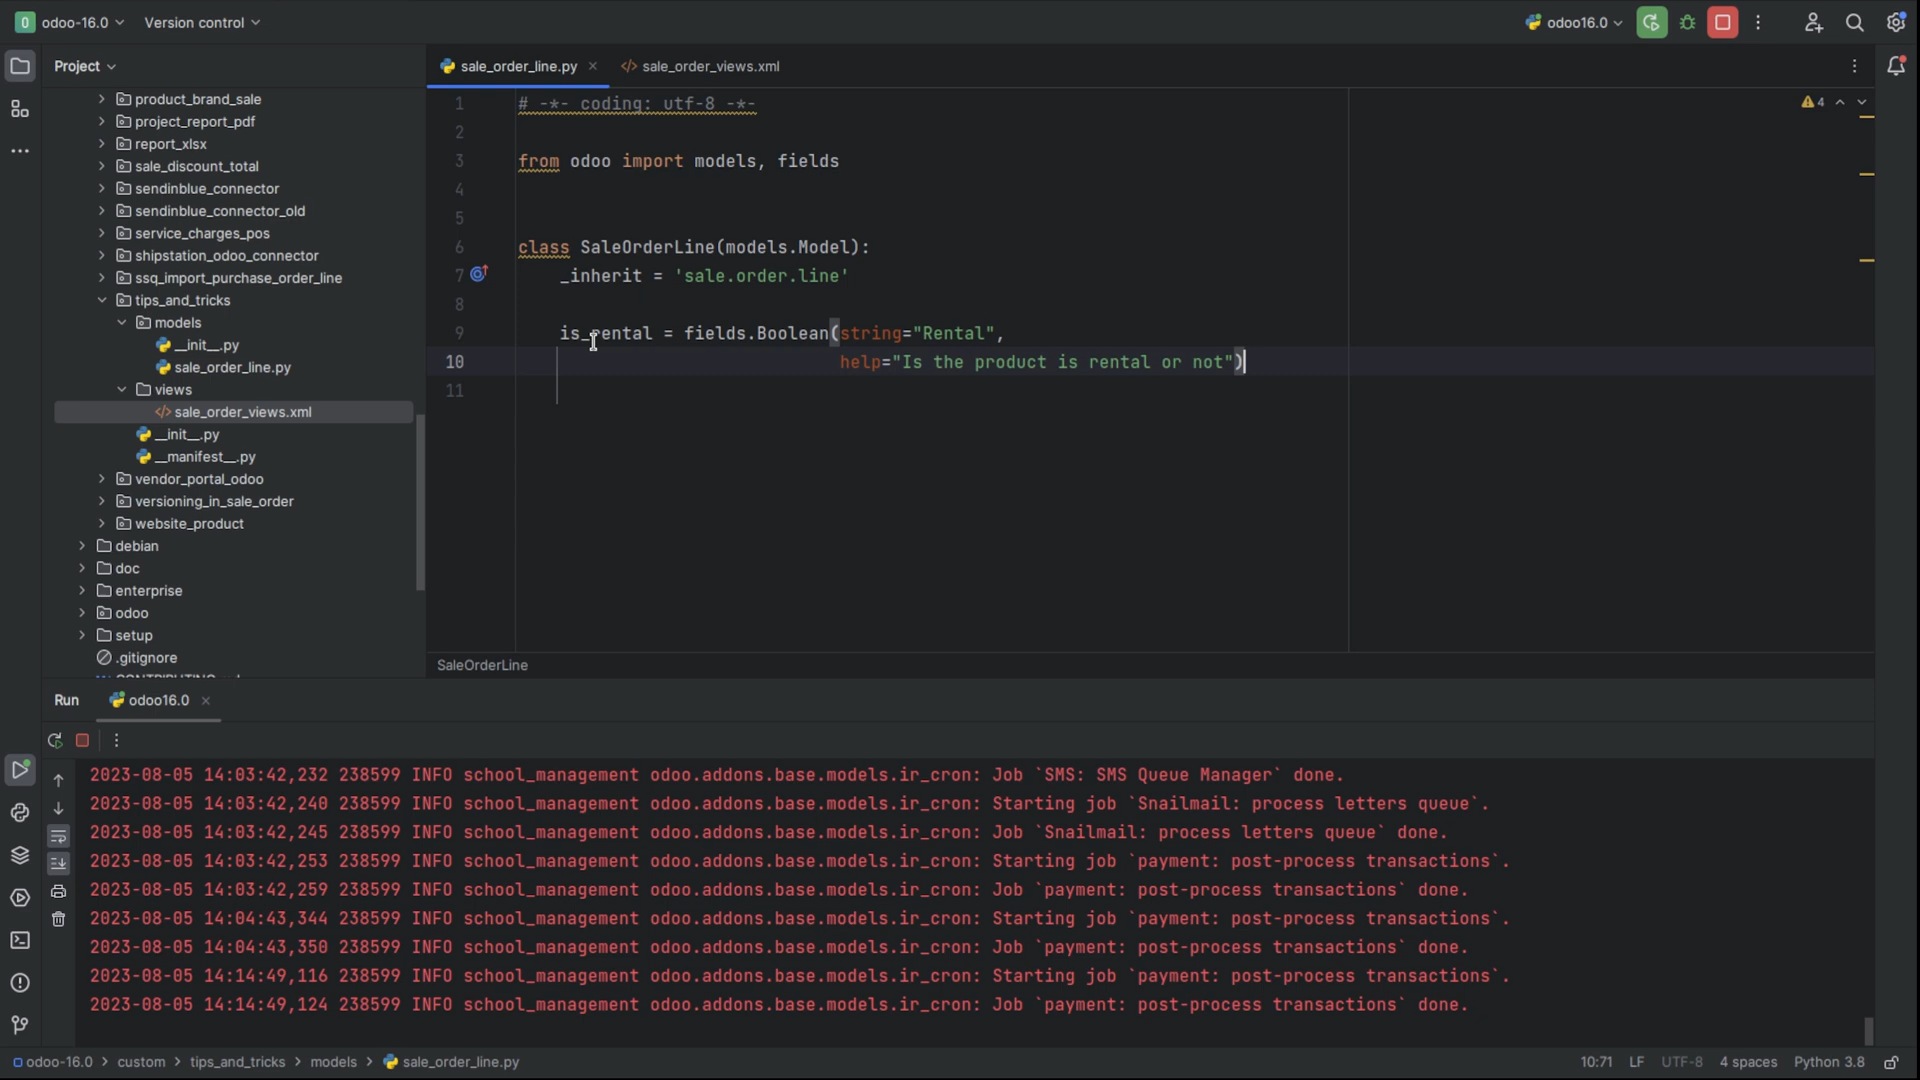 odoo-16.0 Version control odoo16.0
Project
sale_order_line.py sale_order_views.xml
product_brand_sale
project_report_pdf
report_xlsx
sale_discount_total
sendinblue_connector
sendinblue_connector_old
service_charges_pos
shipstation_odoo_connector
ssq_import_purchase_order_line
tips_and_tricks
models
__init__.py
sale_order_line.py
views
sale_order_views.xml
__init__.py
__manifest__.py
vendor_portal_odoo
versioning_in_sale_order
website_product
debian
doc
enterprise
odoo
setup
.gitignore
1 # -*- coding: utf-8 -*-
4
2
3 from odoo import models, fields
4
5
6 class SaleOrderLine(models.Model):
7 _inherit = 'sale.order.line'
8
9 is_rental = fields.Boolean(string="Rental",
10 help="Is the product is rental or not")
11
SaleOrderLine
Run odoo16.0
2023-08-05 14:03:42,232 238599 INFO school_management odoo.addons.base.models.ir_cron: Job `SMS: SMS Queue Manager` done.
2023-08-05 14:03:42,240 238599 INFO school_management odoo.addons.base.models.ir_cron: Starting job `Snailmail: process letters queue`.
2023-08-05 14:03:42,245 238599 INFO school_management odoo.addons.base.models.ir_cron: Job `Snailmail: process letters queue` done.
2023-08-05 14:03:42,253 238599 INFO school_management odoo.addons.base.models.ir_cron: Starting job `payment: post-process transactions`.
2023-08-05 14:03:42,259 238599 INFO school_management odoo.addons.base.models.ir_cron: Job `payment: post-process transactions` done.
2023-08-05 14:04:43,344 238599 INFO school_management odoo.addons.base.models.ir_cron: Starting job `payment: post-process transactions`.
2023-08-05 14:04:43,350 238599 INFO school_management odoo.addons.base.models.ir_cron: Job `payment: post-process transactions` done.
2023-08-05 14:14:49,116 238599 INFO school_management odoo.addons.base.models.ir_cron: Starting job `payment: post-process transactions`.
2023-08-05 14:14:49,124 238599 INFO school_management odoo.addons.base.models.ir_cron: Job `payment: post-process transactions` done.
odoo-16.0 > custom > tips_and_tricks > models > sale_order_line.py 10:71 LF UTF-8 4 spaces Python 3.8